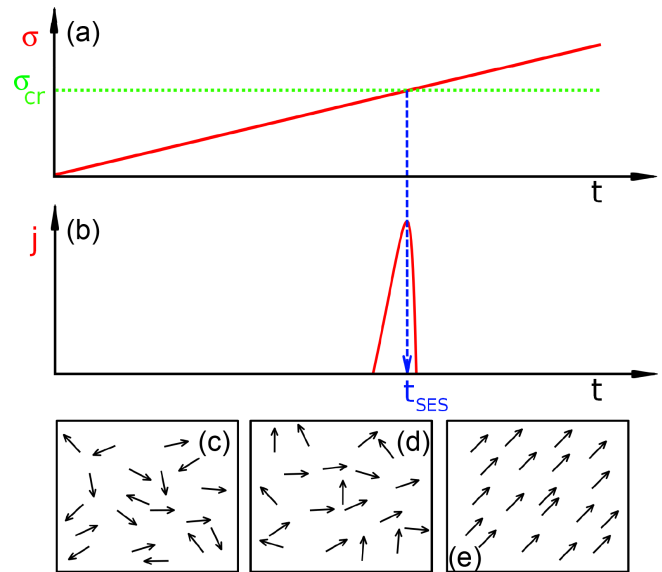 σ (a)
σcr
t
j (b)
tSES t
(c) (d) (e)